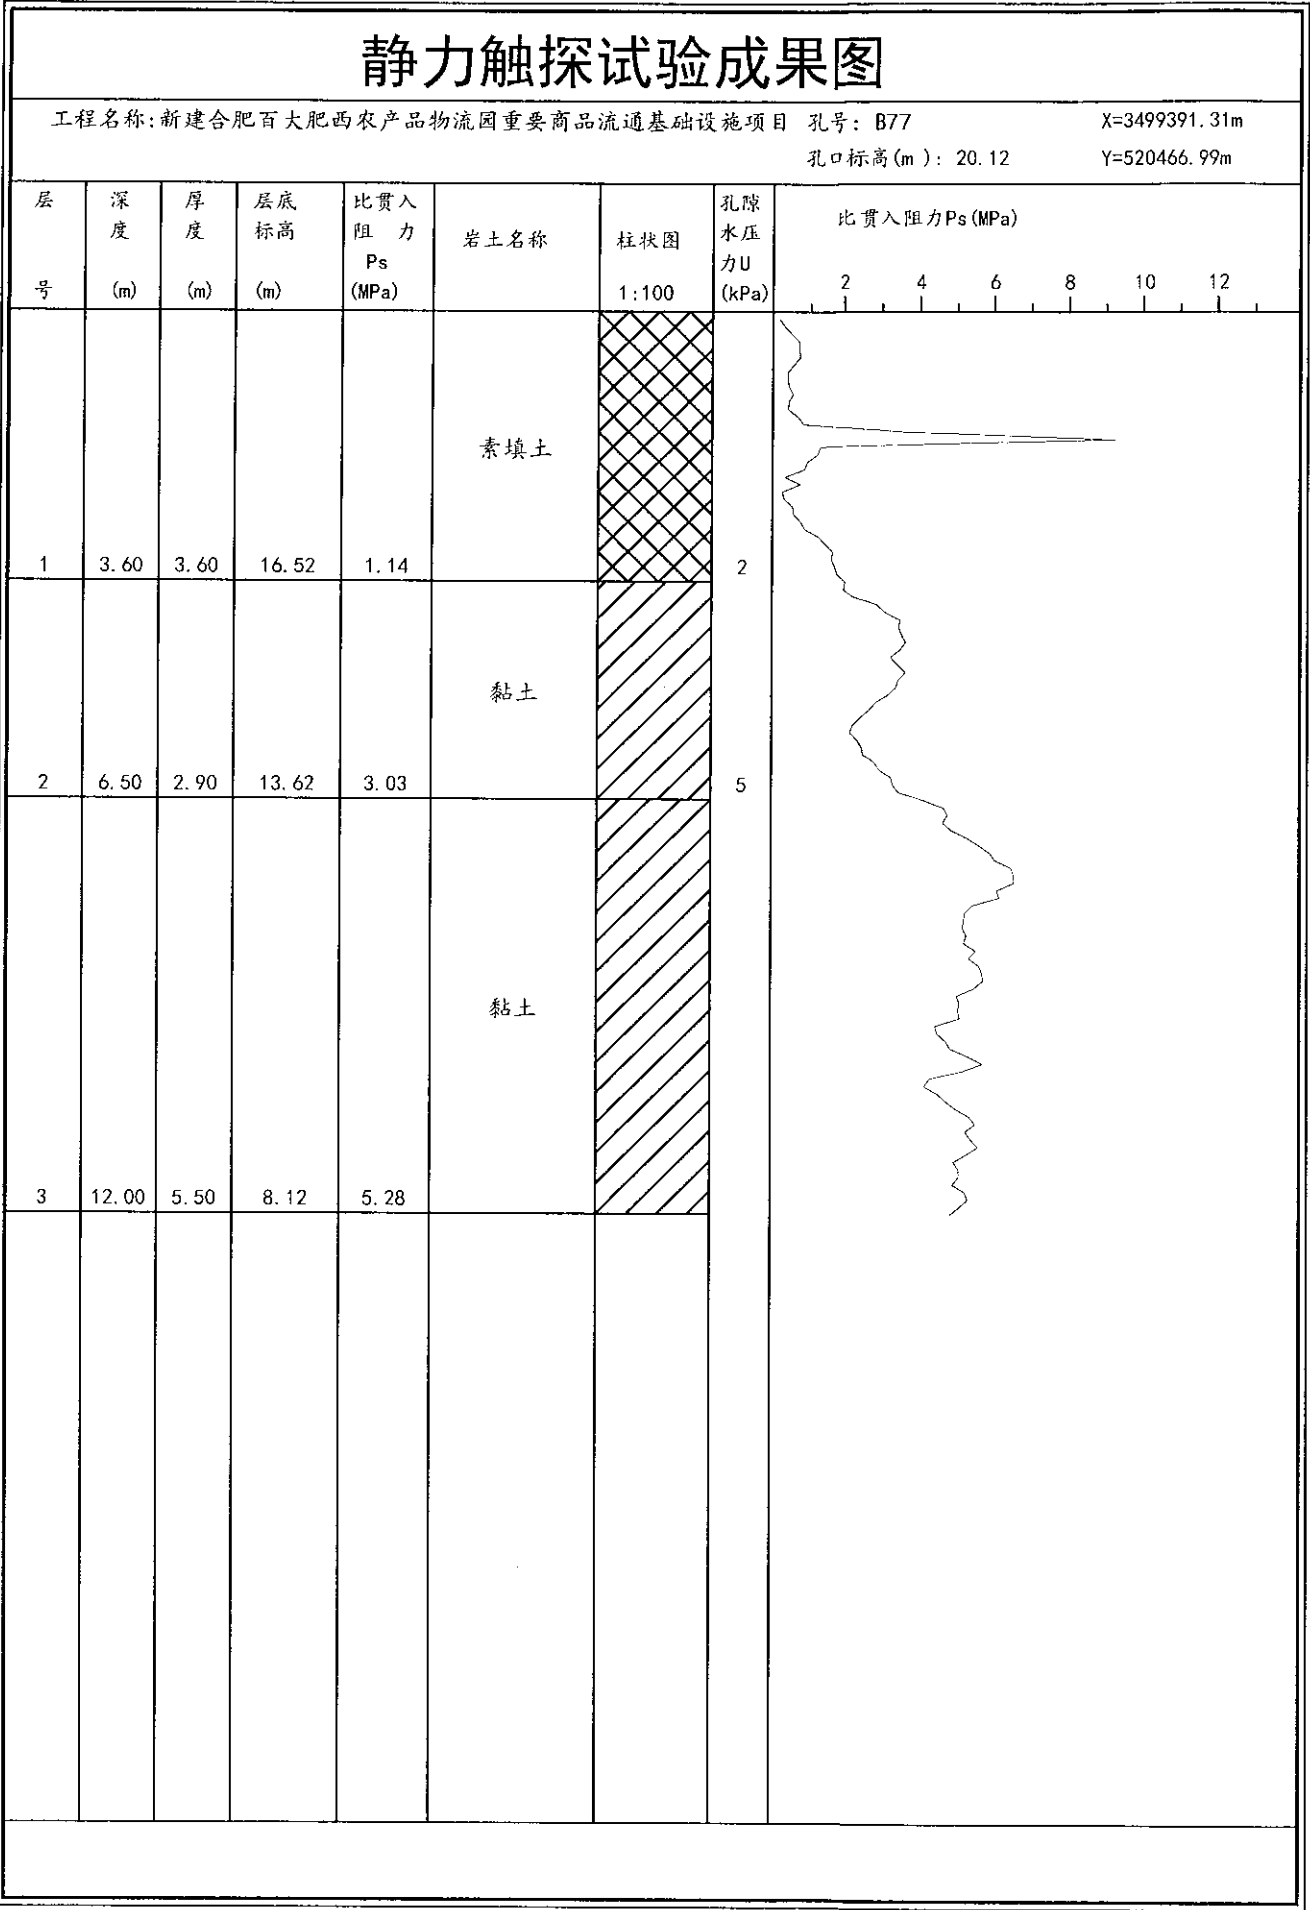 静力触探试验成果图
工程名称:新建合肥百大肥西农产品物流园重要商品流通基础设施项目 孔号: B77 X=3499391.31m
孔口标高(m): 20.12 Y=520466.99m
层号 深度(m) 厚度(m) 层底标高(m) 比贯入阻力Ps(MPa) 岩土名称 柱状图1:100 孔隙水压力U(kPa) 比贯入阻力Ps(MPa)
2 4 6 8 10 12
素填土
1 3.60 3.60 16.52 1.14 2
黏土
2 6.50 2.90 13.62 3.03 5
黏土
3 12.00 5.50 8.12 5.28